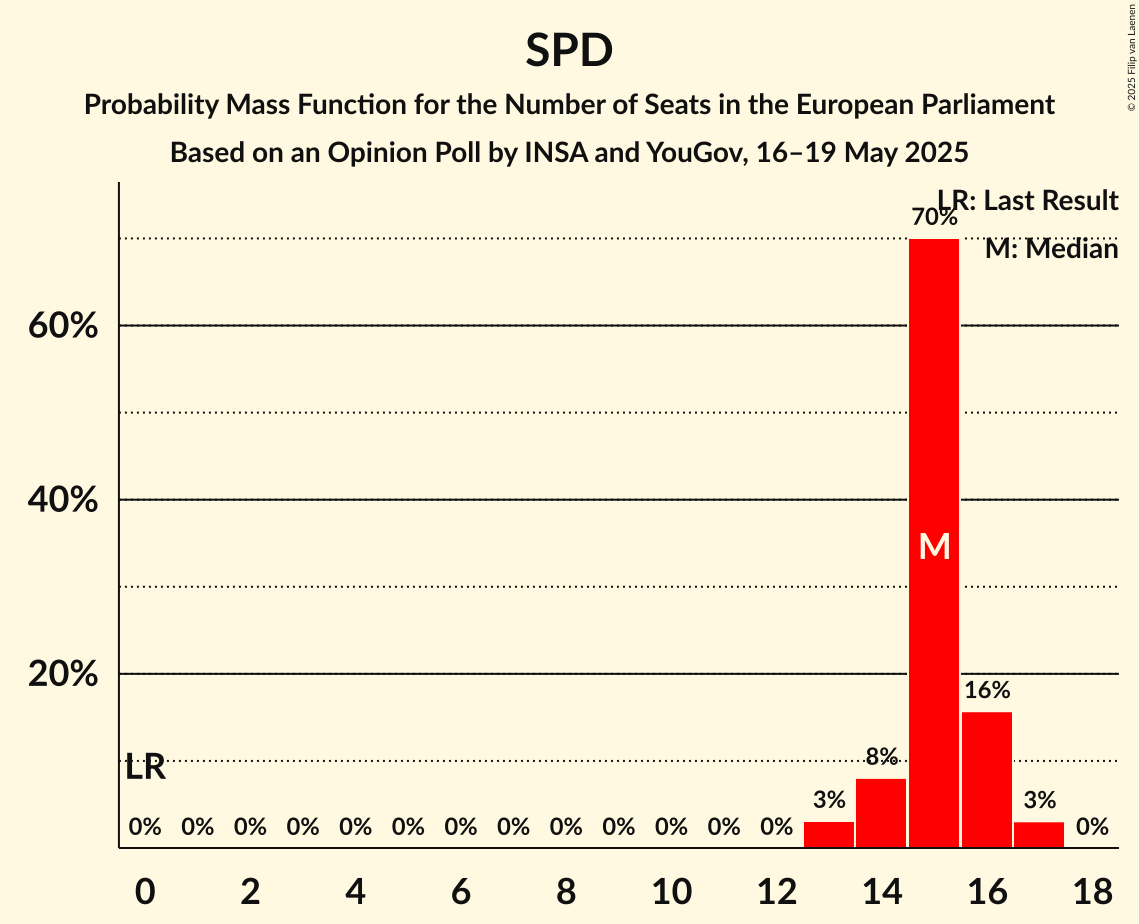 SPD
Probability Mass Function for the Number of Seats in the European Parliament
Based on an Opinion Poll by INSA and YouGov, 16–19 May 2025
© 2025 Filip van Laenen
LR: Last Result
M: Median
70%
60%
40%
M
20%
16%
LR
8%
3% 3%
0% 0% 0% 0% 0% 0% 0% 0% 0% 0% 0% 0% 0% 0%
0 2 4 6 8 10 12 14 16 18